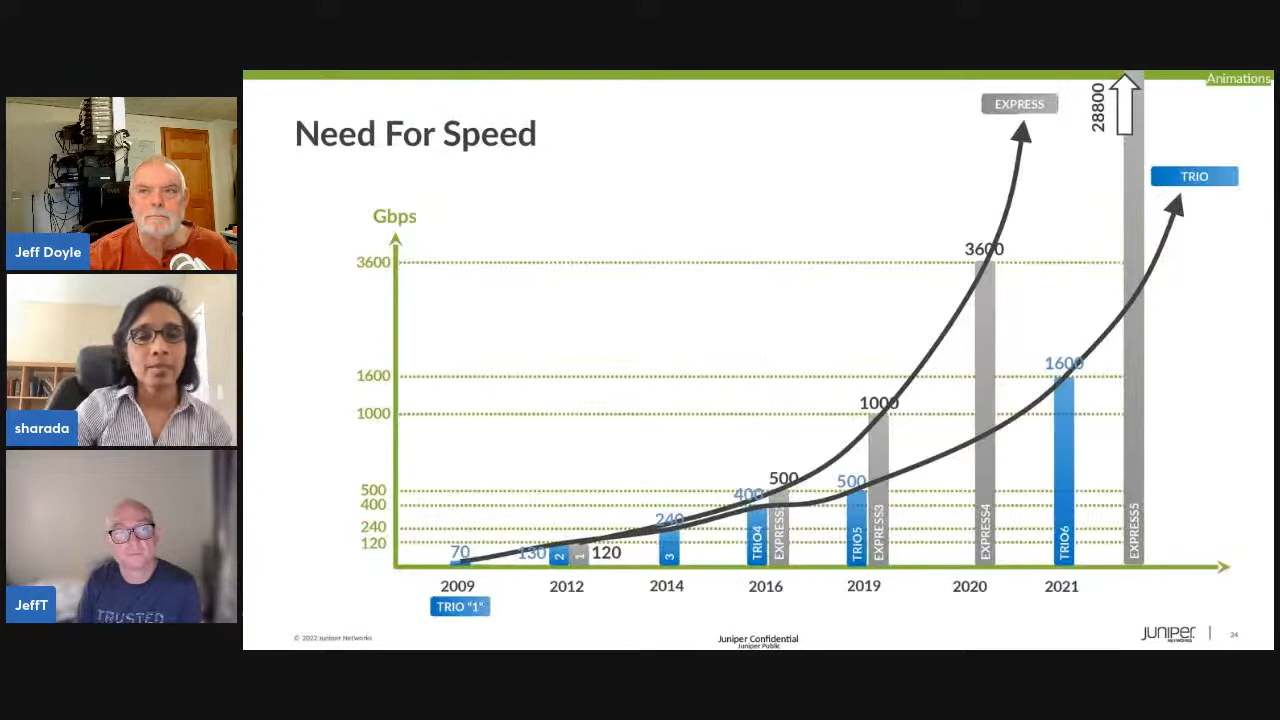 Animations
Need For Speed
EXPRESS
28800
TRIO
Gbps
3600
3600
1600
1600
1000
1000
500
500
500
400
400
240
240
120
70
130
120
2
1
3
TRIO4
TRIO5
EXPRESS3
EXPRESS4
TRIO6
EXPRESS5
2009
2012
2014
2016
2019
2020
2021
TRIO "1"
© 2022 Juniper Networks
Juniper Confidential
Juniper Public
JUNIPER
NETWORKS
24
Jeff Doyle
sharada
JeffT
TRUSTED